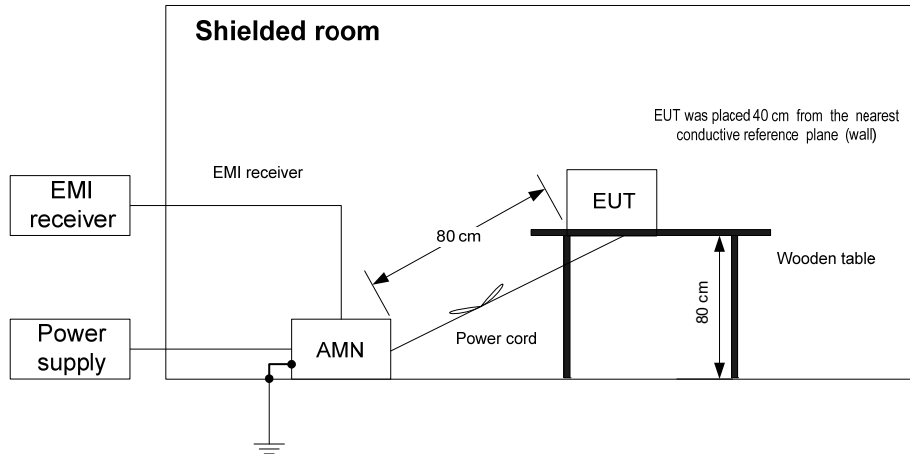 Shielded room
EUT was placed 40 cm from the nearest
conductive reference plane (wall)
EMI receiver
EMI
receiver
EUT
80 cm
Wooden table
80 cm
Power
supply
AMN
Power cord